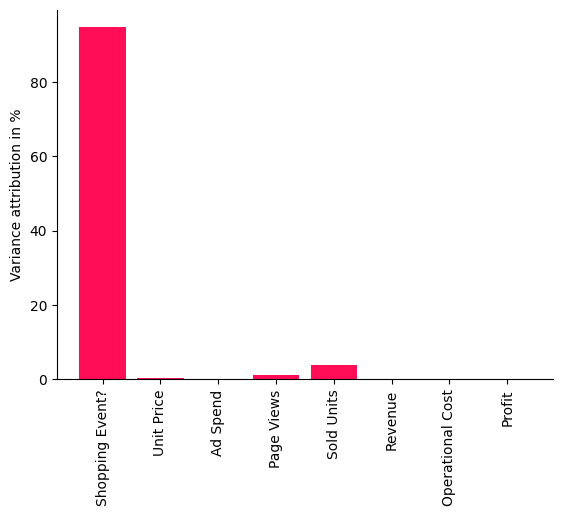 Variance attribution in %
80
60
40
20
0
Shopping Event?
Unit Price
Ad Spend
Page Views
Sold Units
Revenue
Operational Cost
Profit